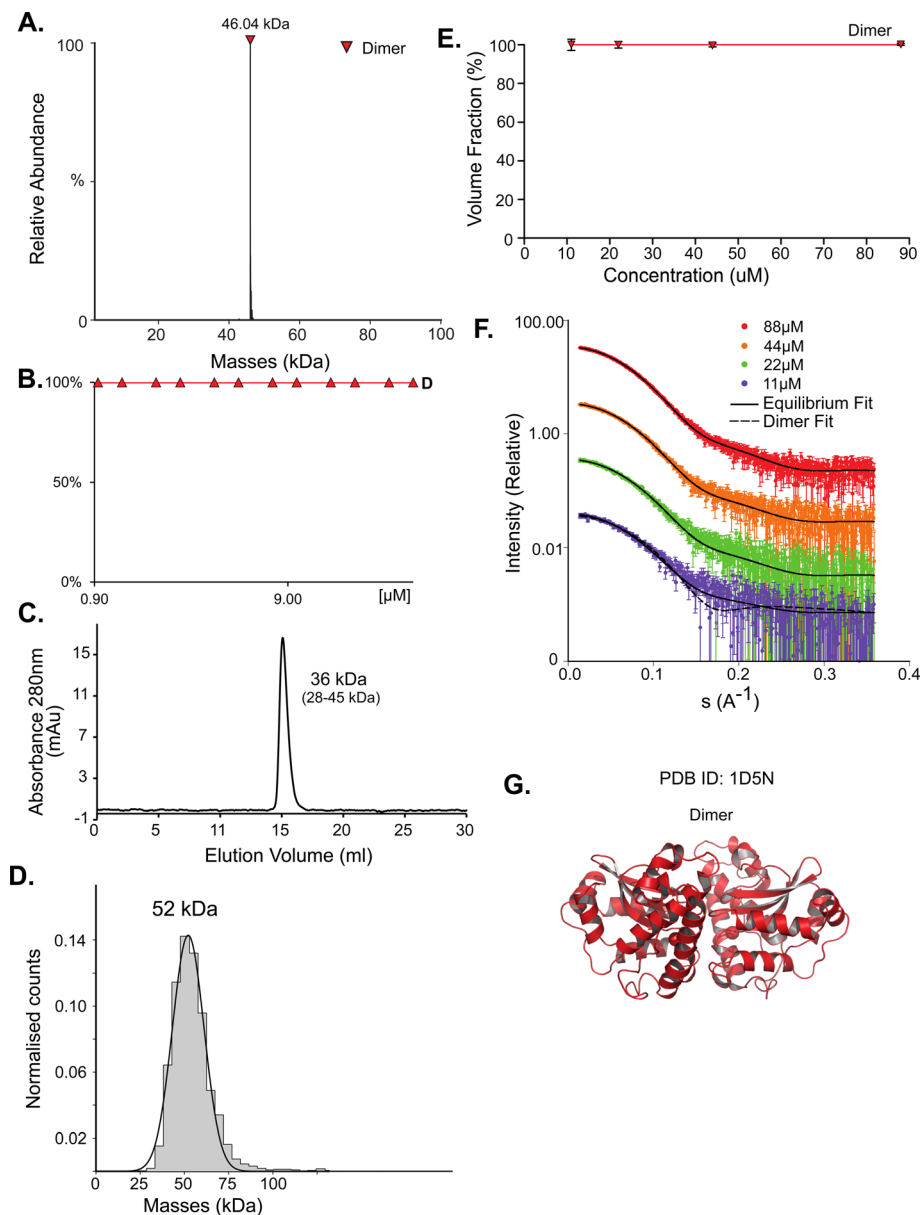 A.
46.04 kDa
Dimer
100
%
0
Relative Abundance
20
40
60
80
100
Masses (kDa)
B.
100%
50%
0%
D
0.90
9.00
[µM]
C.
15
11
7
3
-1
Absorbance 280nm
(mAu)
36 kDa
(28-45 kDa)
0
5
11
15
20
25
30
Elution Volume (ml)
D.
52 kDa
0.14
0.10
0.06
0.02
Normalised counts
0
25
50
75
100
Masses (kDa)
E.
Dimer
100
80
60
40
20
0
Volume Fraction (%)
0
10
20
30
40
50
60
70
80
90
Concentration (uM)
F.
100.00
1.00
0.01
0
Intensity (Relative)
88µM
44µM
22µM
11µM
Equilibrium Fit
Dimer Fit
0.0
0.1
0.2
0.3
0.4
s (A-1)
G.
PDB ID: 1D5N
Dimer